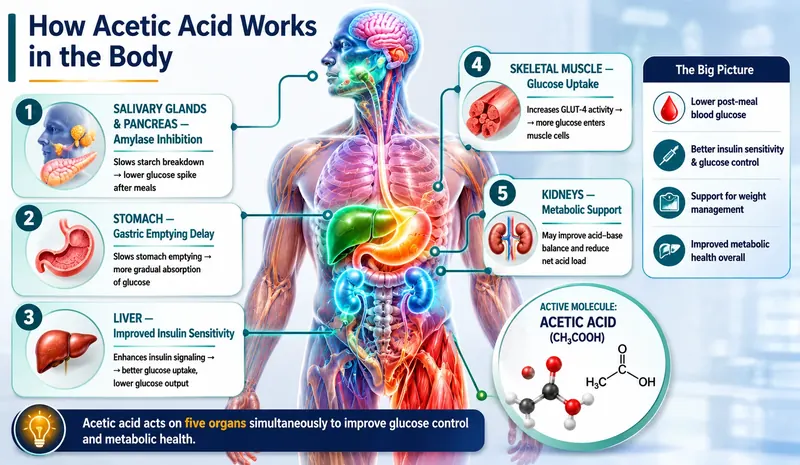 How Acetic Acid Works
in the Body
1
SALIVARY GLANDS
& PANCREAS —
Amylase Inhibition
Slows starch breakdown
→ lower glucose spike
after meals
2
STOMACH —
Gastric Emptying Delay
Slows stomach emptying →
more gradual absorption
of glucose
3
LIVER —
Improved Insulin Sensitivity
Enhances insulin signaling →
→ better glucose uptake,
lower glucose output
4
SKELETAL MUSCLE —
Glucose Uptake
Increases GLUT-4 activity →
→ more glucose enters
muscle cells
5
KIDNEYS —
Metabolic Support
May improve acid–base
balance and reduce
net acid load
The Big Picture
Lower post-meal
blood glucose
Better insulin sensitivity
& glucose control
Support for weight
management
Improved metabolic
health overall
ACTIVE MOLECULE:
ACETIC ACID
(CH₃COOH)
O
H₃C
OH
Acetic acid acts on five organs simultaneously to improve glucose control
and metabolic health.